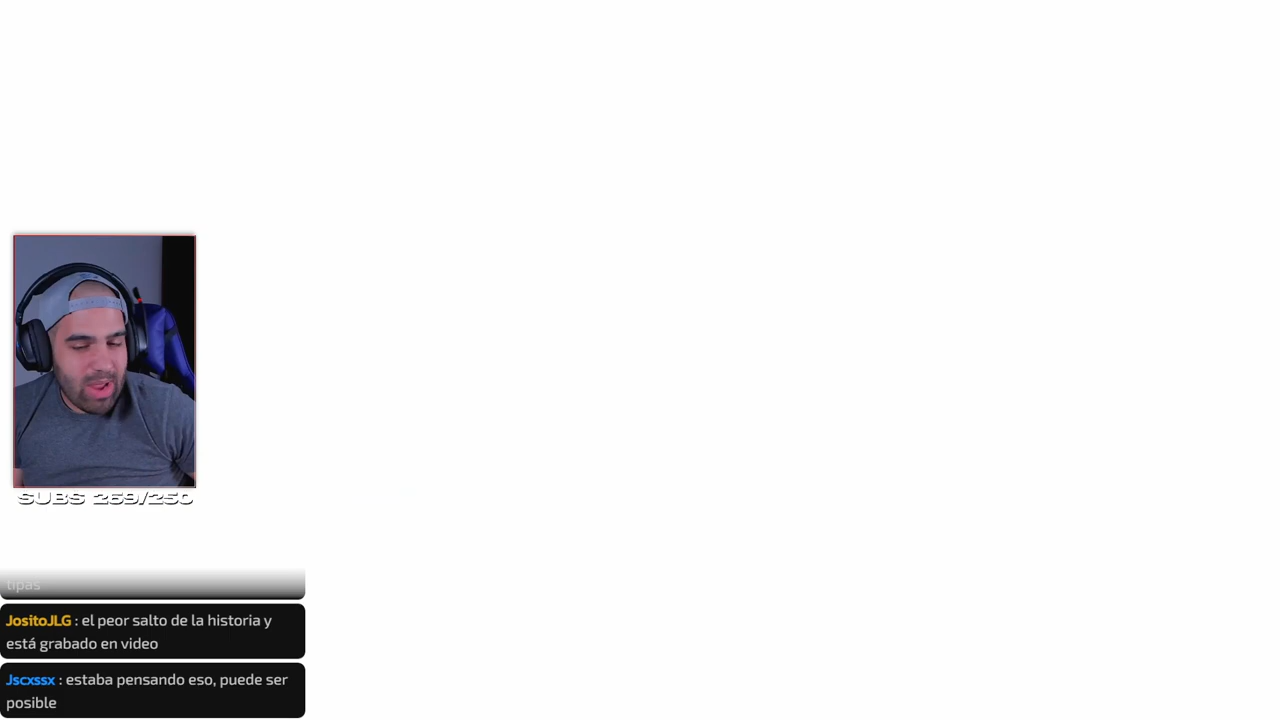 SUBS 269/250
tipas
JositoJLG : el peor salto de la historia y
está grabado en video
Jscxssx : estaba pensando eso, puede ser
posible